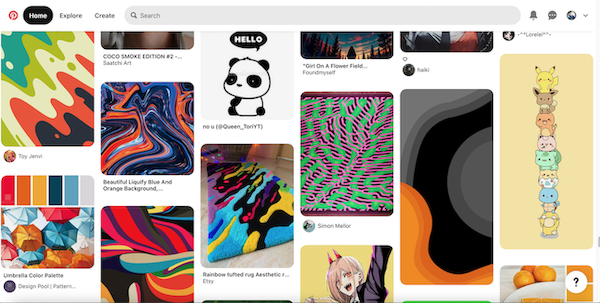 Home
Explore
Create
Search
Toy Jenvi
Umbrella Color Palette
Design Pool | Pattern...
COCO SMOKE EDITION #2 -...
Saatchi Art
Beautiful Liquify Blue And
Orange Background,...
HELLO
no u (@Queen_ToriYT)
Rainbow tufted rug Aesthetic r...
Etsy
"Girl On A Flower Field...
Foundmyself
Simon Mellor
haiki
-˚˚Lorelei˚˚-
?